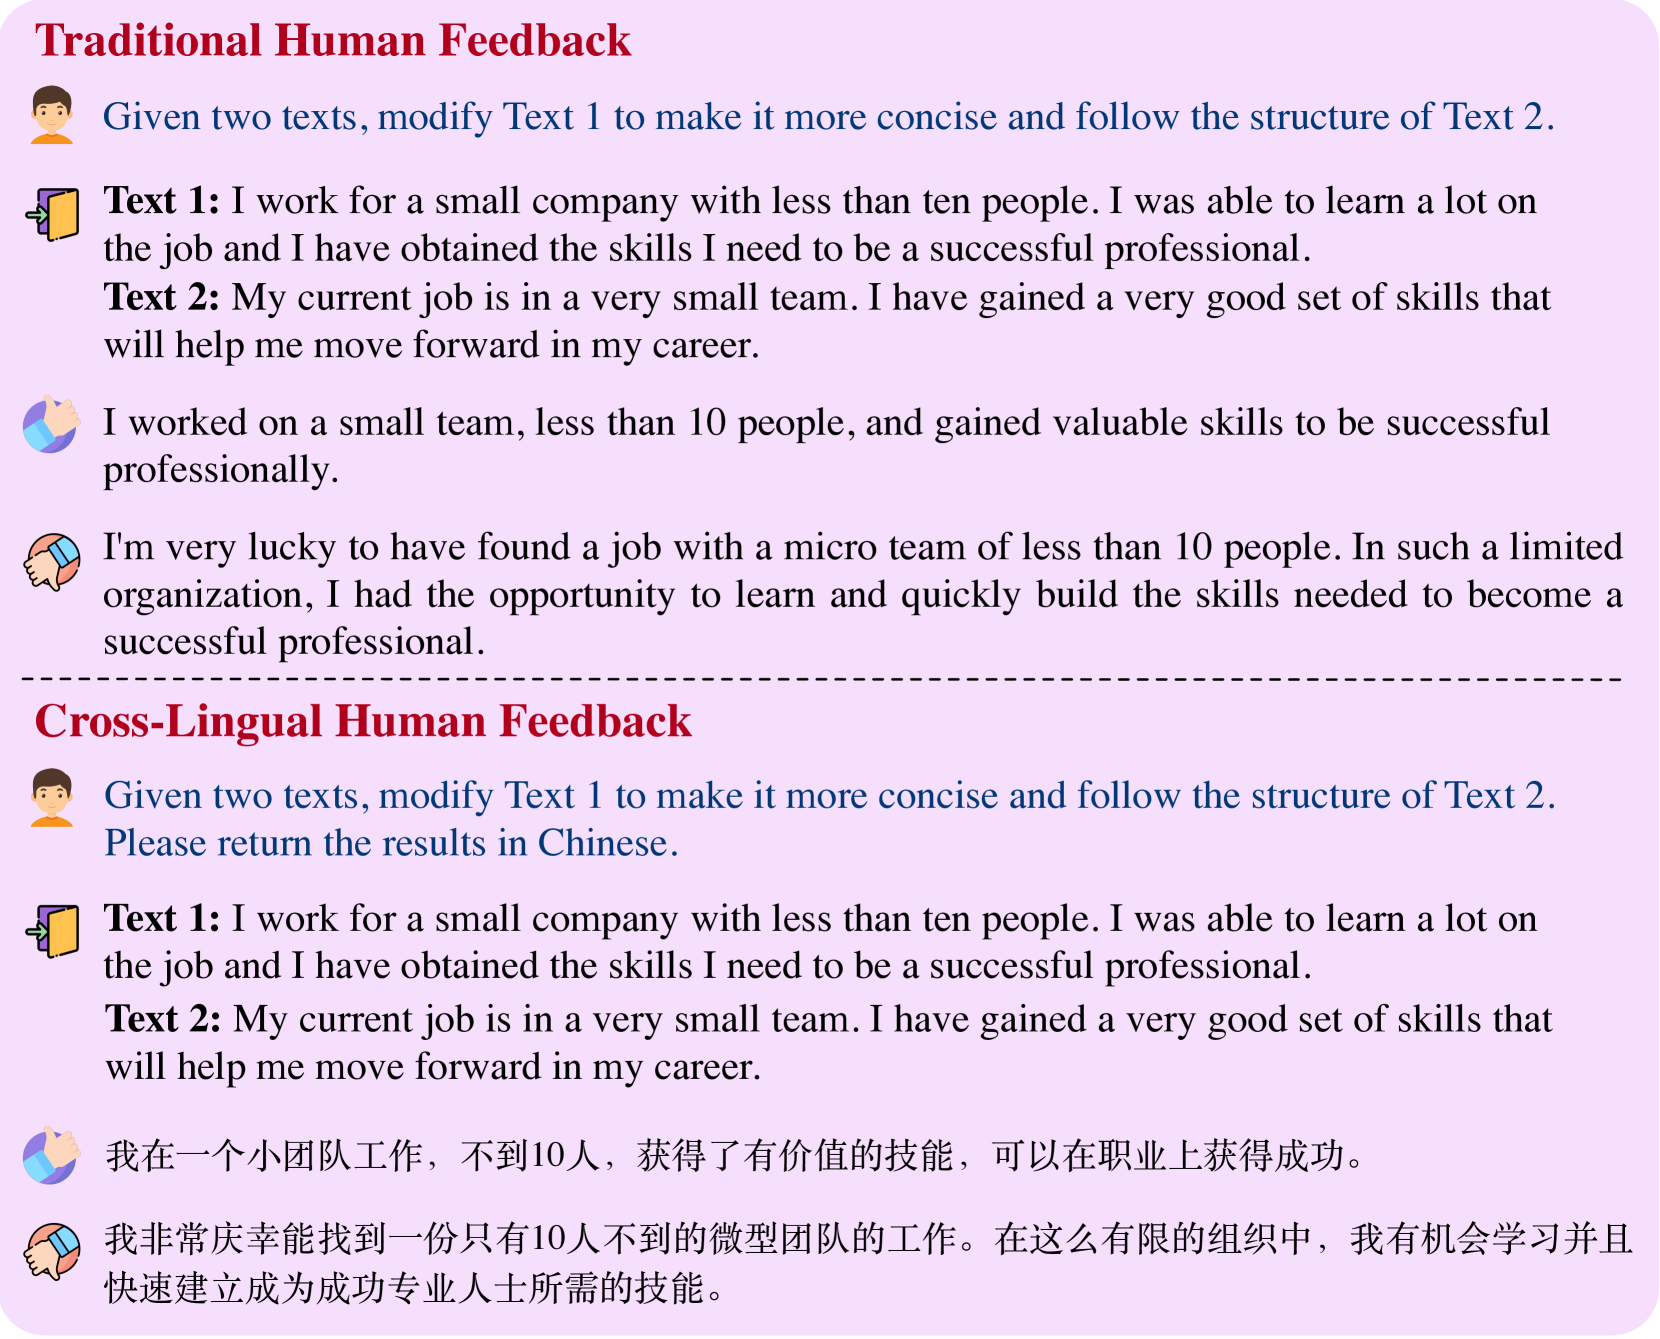 Traditional Human Feedback
Given two texts, modify Text 1 to make it more concise and follow the structure of Text 2.
Text 1: I work for a small company with less than ten people. I was able to learn a lot on
the job and I have obtained the skills I need to be a successful professional.
Text 2: My current job is in a very small team. I have gained a very good set of skills that
will help me move forward in my career.
I worked on a small team, less than 10 people, and gained valuable skills to be successful
professionally.
I'm very lucky to have found a job with a micro team of less than 10 people. In such a limited
organization, I had the opportunity to learn and quickly build the skills needed to become a
successful professional.
Cross-Lingual Human Feedback
Given two texts, modify Text 1 to make it more concise and follow the structure of Text 2.
Please return the results in Chinese.
Text 1: I work for a small company with less than ten people. I was able to learn a lot on
the job and I have obtained the skills I need to be a successful professional.
Text 2: My current job is in a very small team. I have gained a very good set of skills that
will help me move forward in my career.
我在一个小团队工作，不到10人，获得了有价值的技能，可以在职业上获得成功。
我非常庆幸能找到一份只有10人不到的微型团队的工作。在这么有限的组织中，我有机会学习并且
快速建立成为成功专业人士所需的技能。